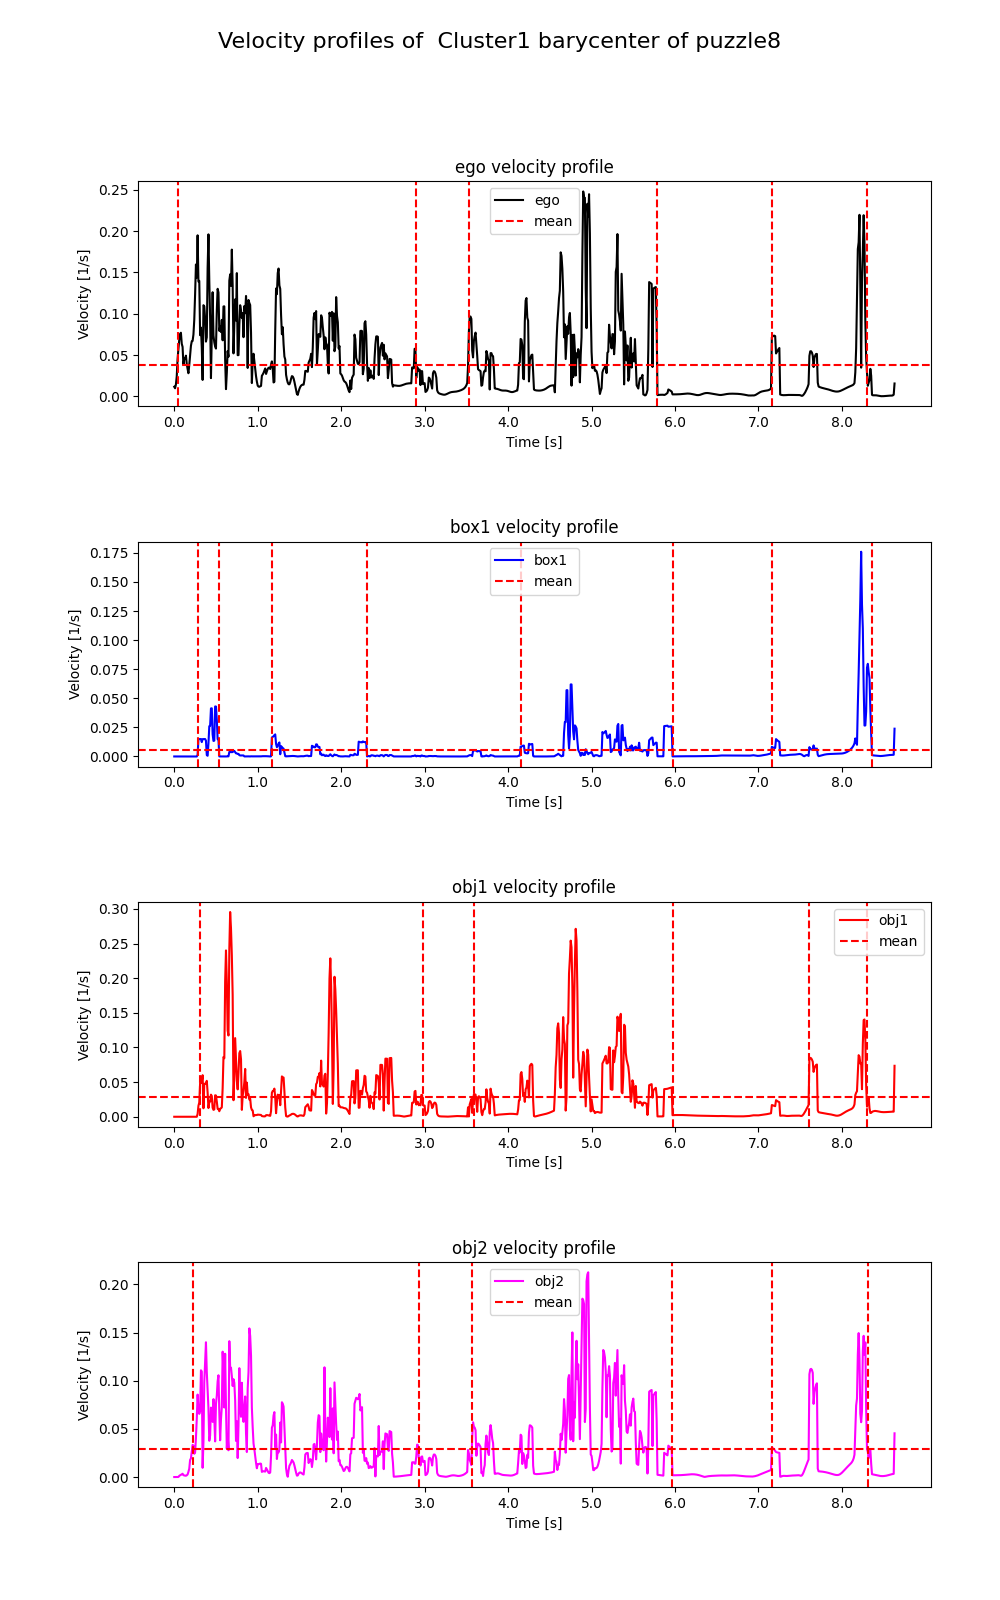 Velocity profiles of  Cluster1 barycenter of puzzle8
ego velocity profile
Velocity [1/s]
0.25
0.20
0.15
0.10
0.05
0.00
ego
mean
0.0 1.0 2.0 3.0 4.0 5.0 6.0 7.0 8.0
Time [s]
box1 velocity profile
Velocity [1/s]
0.175
0.150
0.125
0.100
0.075
0.050
0.025
0.000
box1
mean
0.0 1.0 2.0 3.0 4.0 5.0 6.0 7.0 8.0
Time [s]
obj1 velocity profile
Velocity [1/s]
0.30
0.25
0.20
0.15
0.10
0.05
0.00
obj1
mean
0.0 1.0 2.0 3.0 4.0 5.0 6.0 7.0 8.0
Time [s]
obj2 velocity profile
Velocity [1/s]
0.20
0.15
0.10
0.05
0.00
obj2
mean
0.0 1.0 2.0 3.0 4.0 5.0 6.0 7.0 8.0
Time [s]